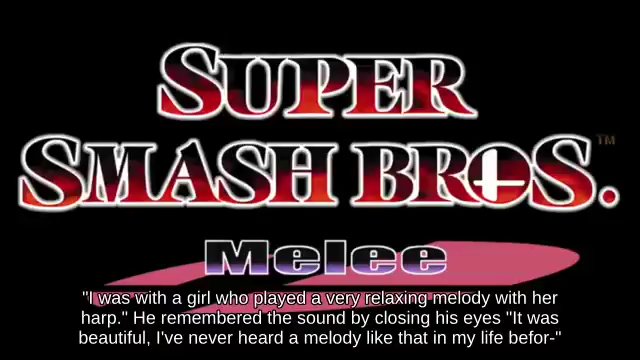 SUPER
SMASH BROS.™
Melee
"I was with a girl who played a very relaxing melody with her
harp." He remembered the sound by closing his eyes "It was
beautiful, I've never heard a melody like that in my life befor-"